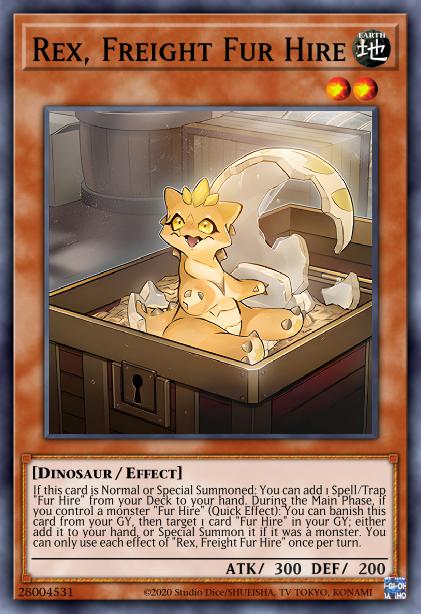 Rex, Freight Fur Hire
EARTH
地
[Dinosaur / Effect]
If this card is Normal or Special Summoned: You can add 1 Spell/Trap
"Fur Hire" from your Deck to your hand. During the Main Phase, if
you control a monster "Fur Hire" (Quick Effect): You can banish this
card from your GY, then target 1 card "Fur Hire" in your GY; either
add it to your hand, or Special Summon it if it was a monster. You
can only use each effect of "Rex, Freight Fur Hire" once per turn.
ATK/ 300 DEF/ 200
28004531
©2020 Studio Dice/SHUEISHA, TV TOKYO, KONAMI